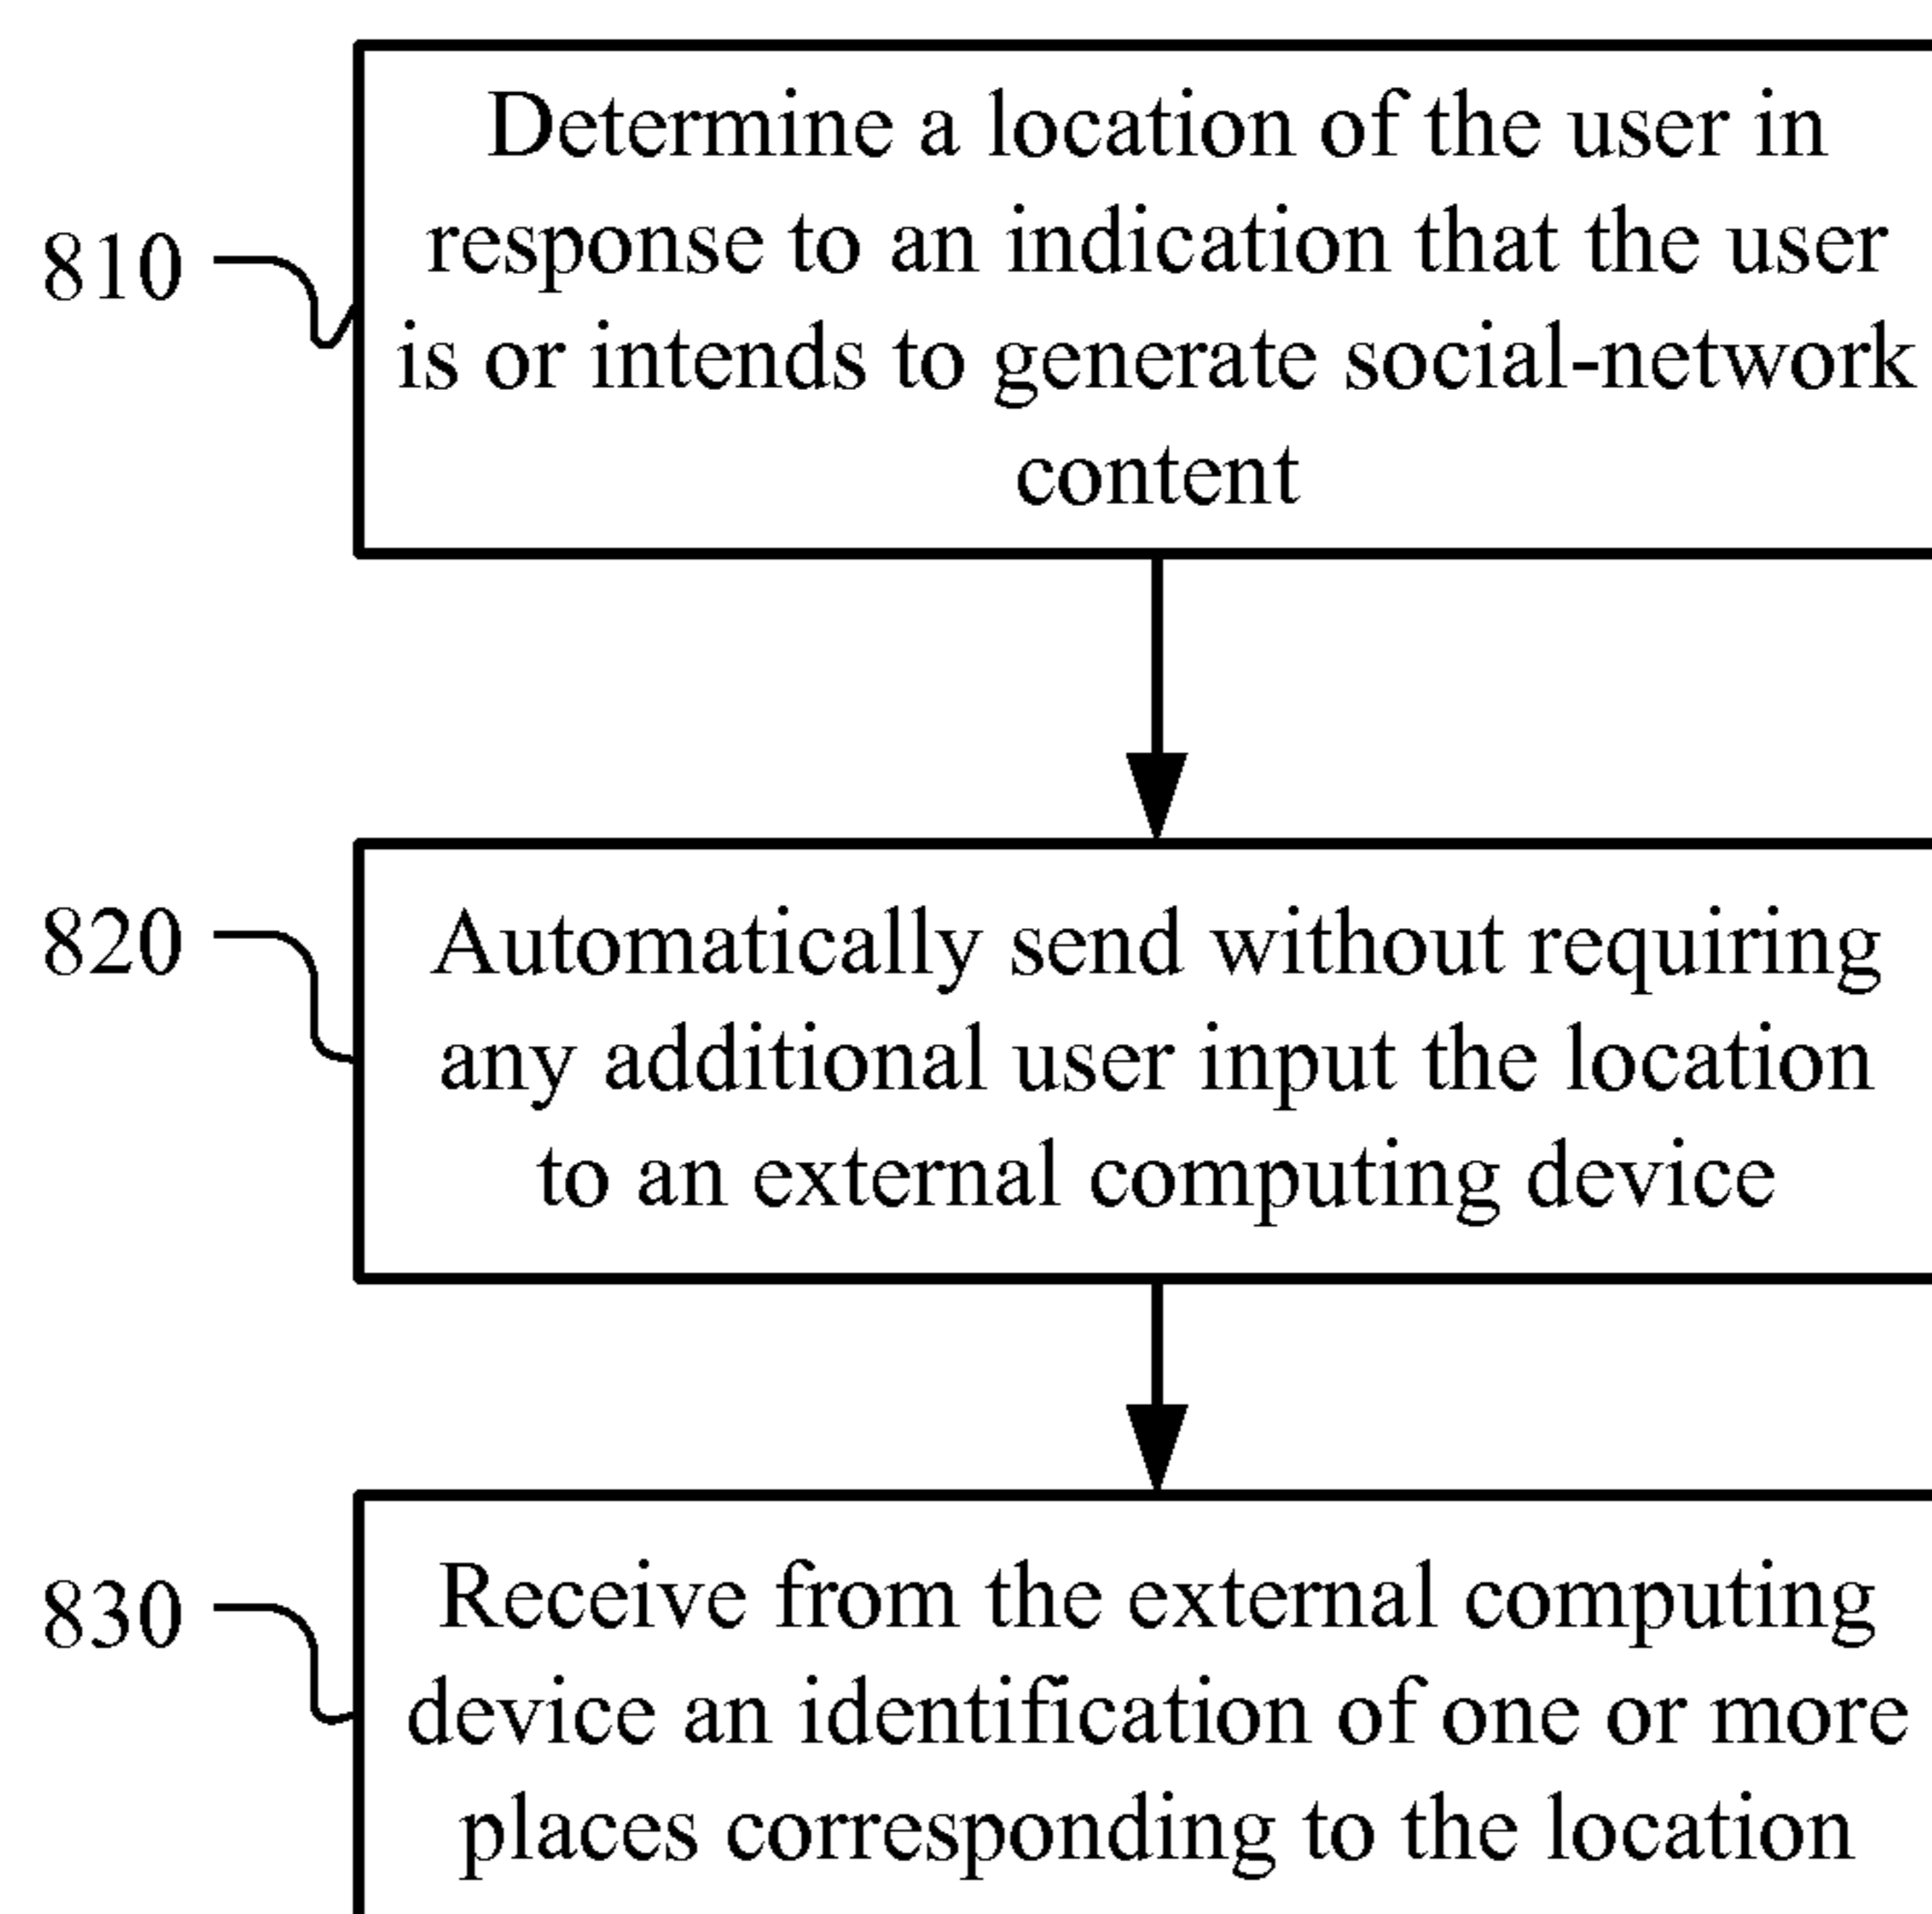 Determine a location of the user in
response to an indication that the user
810
is or intends to generate social-network
content
820
Automatically send without requiring
any additional user input the location
to an external computing device
830
Receive from the external computing
device an identification of one or more
places corresponding to the location